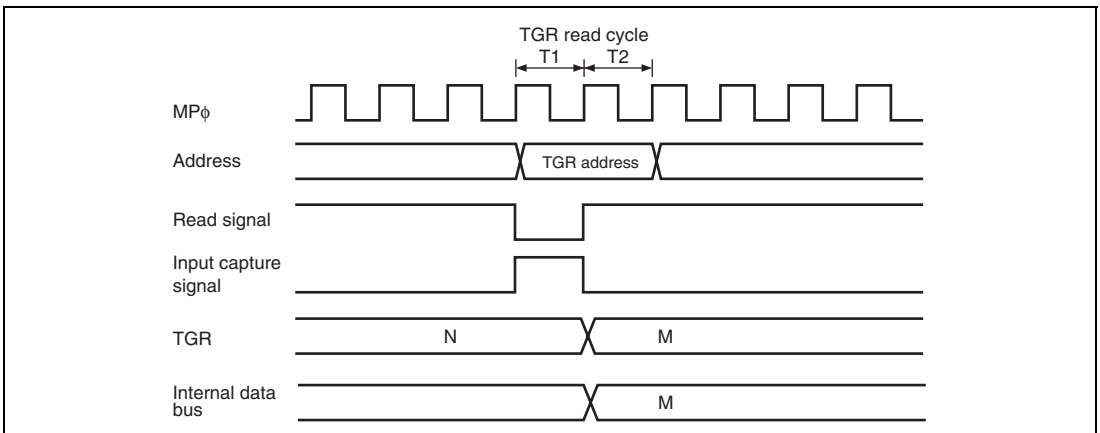 TGR read cycle
T1 T2
MPϕ
Address
TGR address
Read signal
Input capture
signal
TGR
N M
Internal data
bus
M